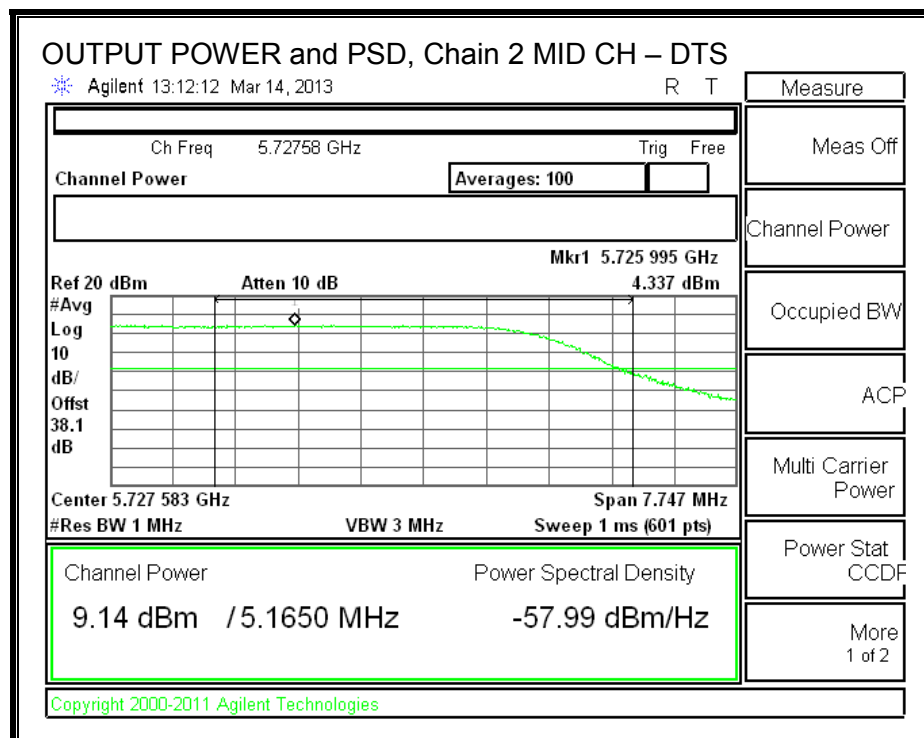 OUTPUT POWER and PSD, Chain 2 MID CH – DTS
Agilent 13:12:12 Mar 14, 2013 R T
Measure
Ch Freq 5.72758 GHz Trig Free
Meas Off
Channel Power Averages: 100
Channel Power
Mkr1 5.725 995 GHz
Ref 20 dBm Atten 10 dB 4.337 dBm
#Avg
1
Occupied BW
Log
10
dB/
ACP
Offst
38.1
dB
Multi Carrier
Power
Center 5.727 583 GHz Span 7.747 MHz
#Res BW 1 MHz VBW 3 MHz Sweep 1 ms (601 pts)
Power Stat
CCDF
Channel Power Power Spectral Density
9.14 dBm / 5.1650 MHz -57.99 dBm/Hz
More
1 of 2
Copyright 2000-2011 Agilent Technologies